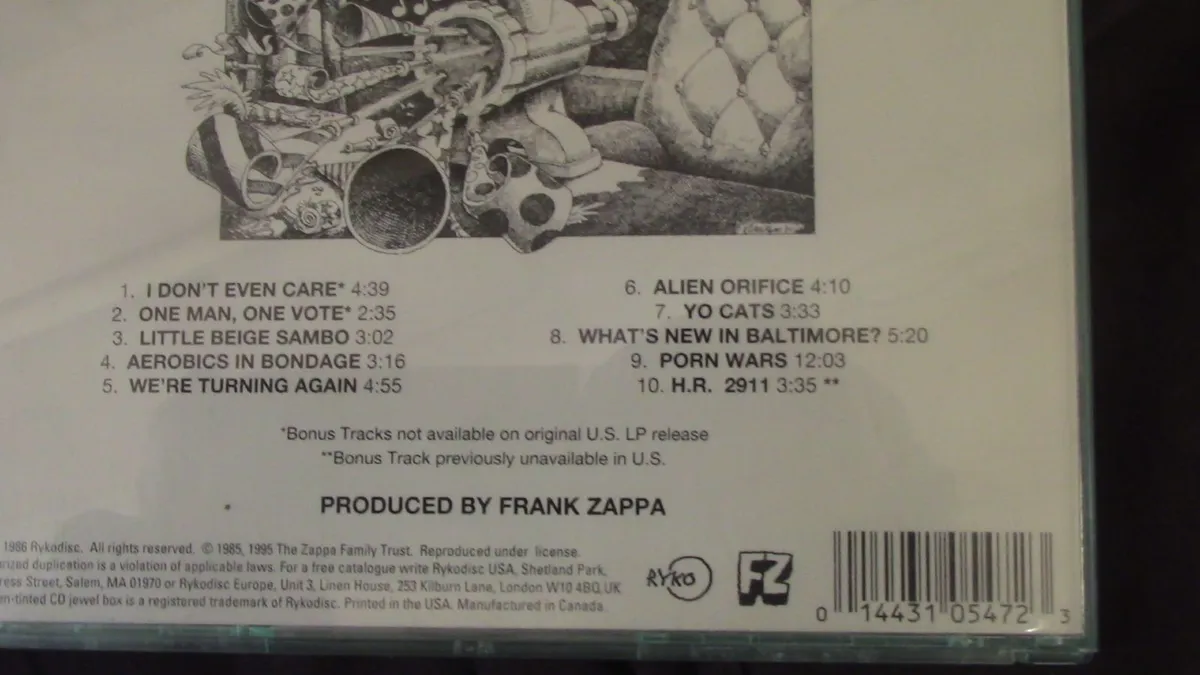 1. I DON'T EVEN CARE* 4:39
2. ONE MAN, ONE VOTE* 2:35
3. LITTLE BEIGE SAMBO 3:02
4. AEROBICS IN BONDAGE 3:16
5. WE'RE TURNING AGAIN 4:55
6. ALIEN ORIFICE 4:10
7. YO CATS 3:33
8. WHAT'S NEW IN BALTIMORE? 5:20
9. PORN WARS 12:03
10. H.R. 2911 3:35 **
*Bonus Tracks not available on original U.S. LP release
**Bonus Track previously unavailable in U.S.
PRODUCED BY FRANK ZAPPA
1986 Rykodisc. All rights reserved. © 1985, 1995 The Zappa Family Trust. Reproduced under license.
duplication is a violation of applicable laws. For a free catalogue write Rykodisc USA, Shetland Park,
Street, Salem, MA 01970 or Rykodisc Europe, Unit 3, Linen House, 253 Kilburn Lane, London W10 4BQ, UK
-tinted CD jewel box is a registered trademark of Rykodisc. Printed in the USA. Manufactured in Canada.
RYKO
FZ
0 14431 05472 3